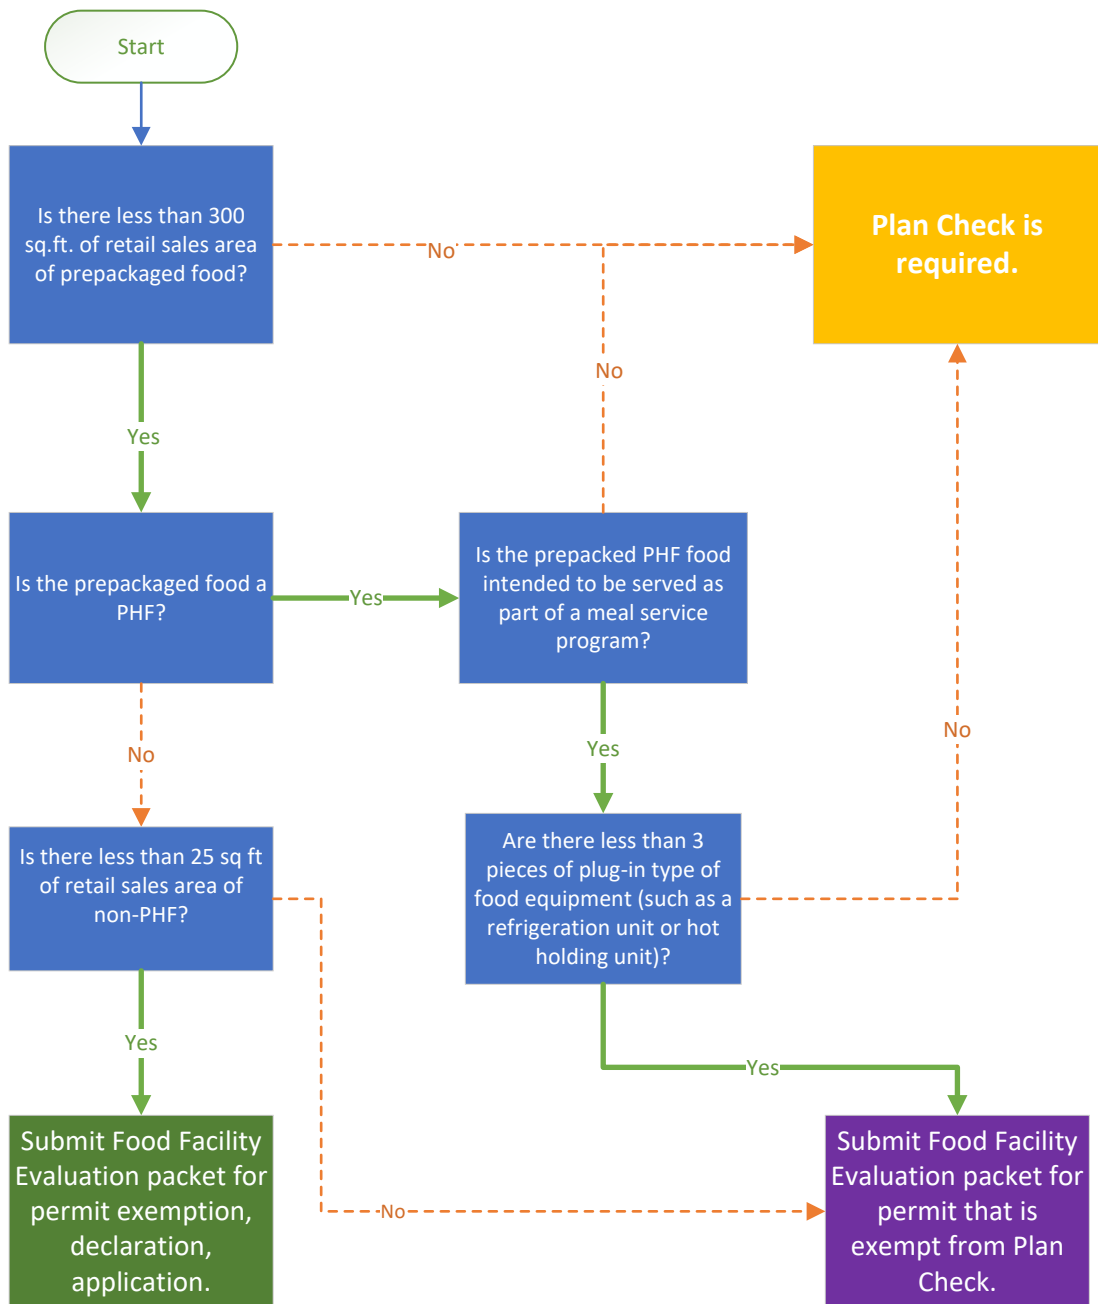 Start
Is there less than 300
sq.ft. of retail sales area
of prepackaged food?
No
Plan Check is
required.
No
Yes
Is the prepackaged food a
PHF?
Yes
Is the prepacked PHF food
intended to be served as
part of a meal service
program?
No
Yes
No
Is there less than 25 sq ft
of retail sales area of
non-PHF?
Are there less than 3
pieces of plug-in type of
food equipment (such as a
refrigeration unit or hot
holding unit)?
Yes
Yes
Submit Food Facility
Evaluation packet for
permit exemption,
declaration,
application.
No
Submit Food Facility
Evaluation packet for
permit that is
exempt from Plan
Check.